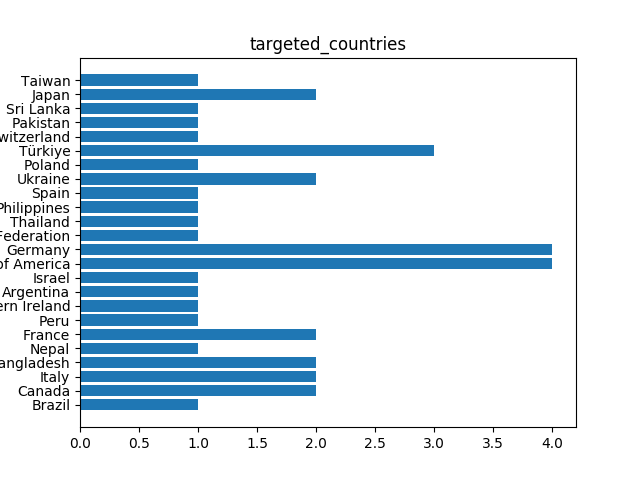 targeted_countries
Taiwan
Japan
Sri Lanka
Pakistan
witzerland
Türkiye
Poland
Ukraine
Spain
Philippines
Thailand
Federation
Germany
of America
Israel
Argentina
ern Ireland
Peru
France
Nepal
angladesh
Italy
Canada
Brazil
0.0 0.5 1.0 1.5 2.0 2.5 3.0 3.5 4.0